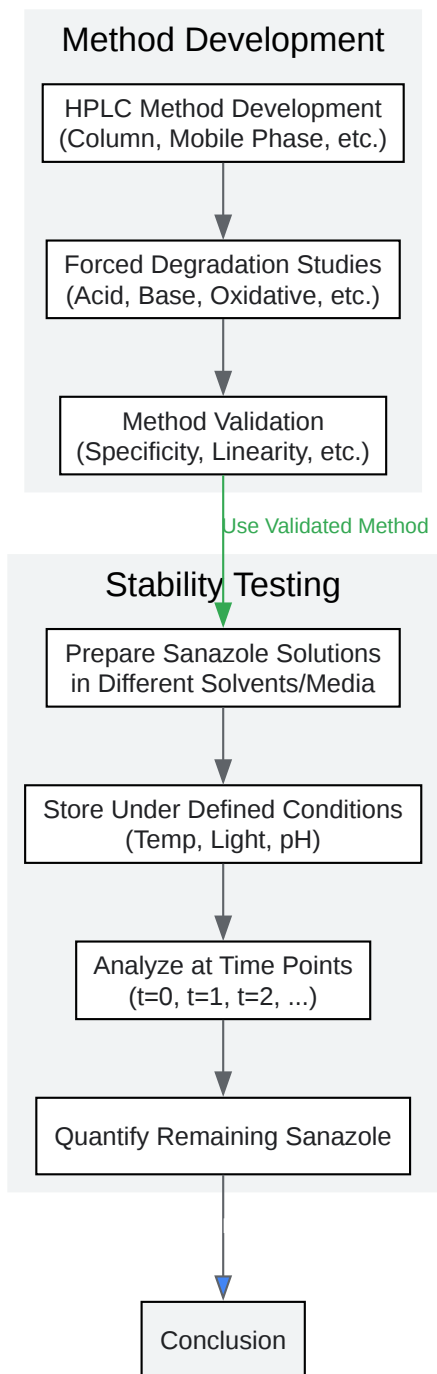 Method Development
HPLC Method Development
(Column, Mobile Phase, etc.)
Forced Degradation Studies
(Acid, Base, Oxidative, etc.)
Method Validation
(Specificity, Linearity, etc.)
Use Validated Method
Stability Testing
Prepare Sanazole Solutions
in Different Solvents/Media
Store Under Defined Conditions
(Temp, Light, pH)
Analyze at Time Points
(t=0, t=1, t=2, ...)
Quantify Remaining Sanazole
Conclusion